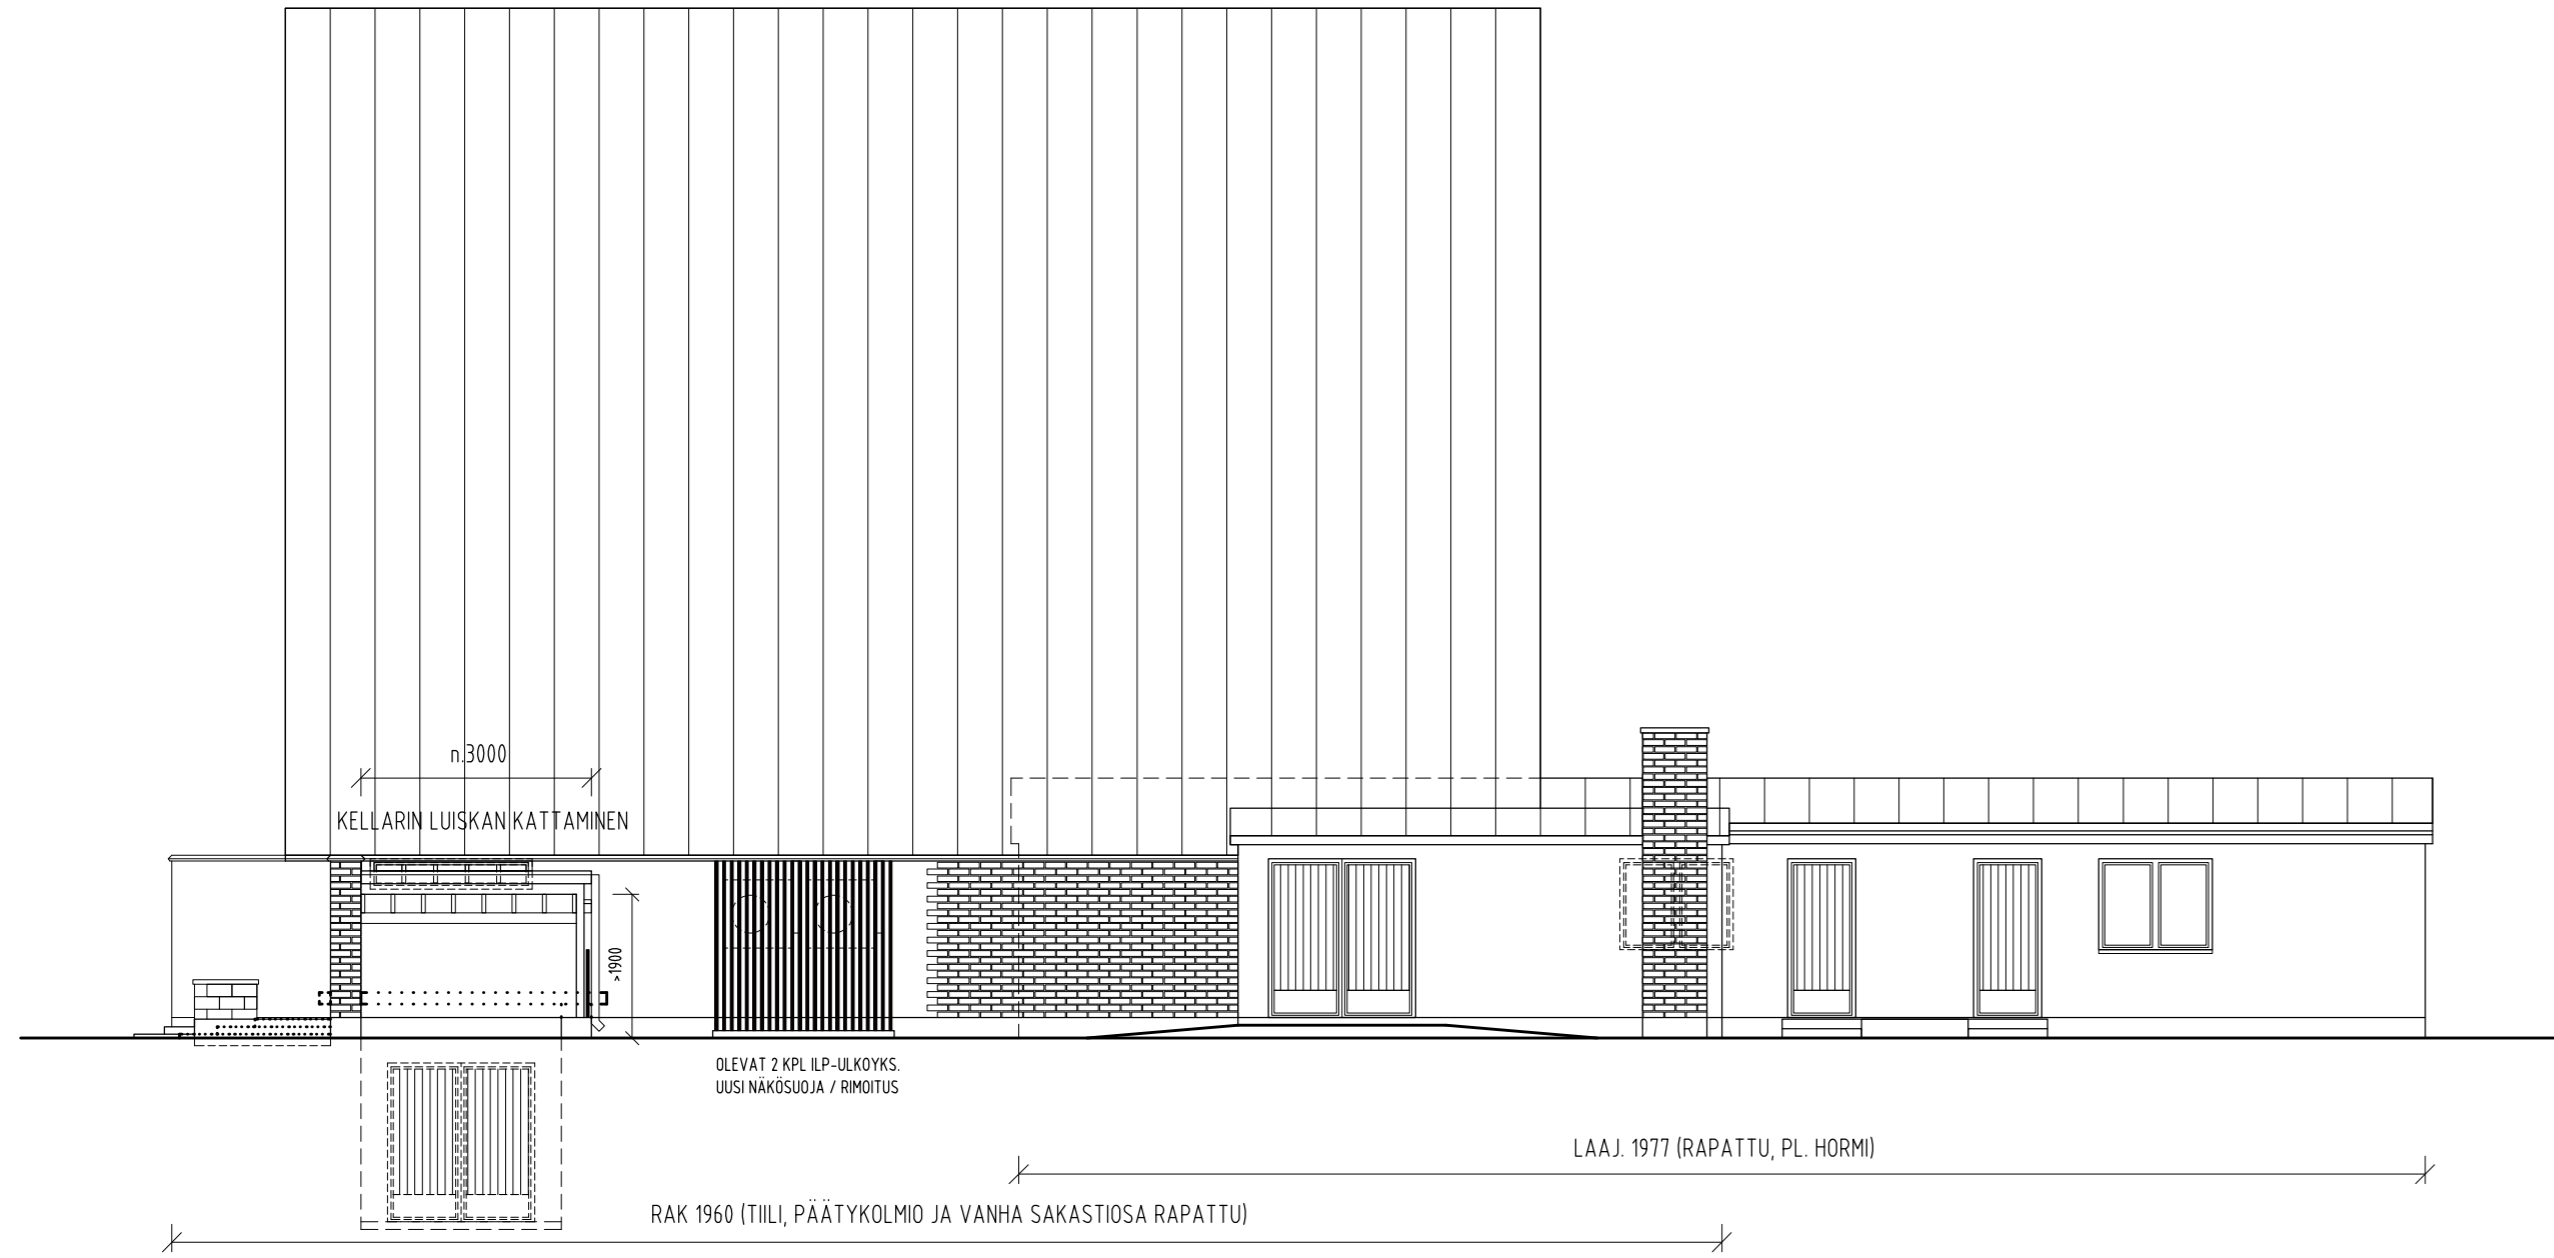 n.3000
KELLARIN LUISKAN KATTAMINEN
>1900
OLEVAT 2 KPL ILP-ULKOYKS.
UUSI NÄKÖSUOJA / RIMOITUS
LAAJ. 1977 (RAPATTU, PL. HORMI)
RAK 1960 (TIILI, PÄÄTYKOLMIO JA VANHA SAKASTIOSA RAPATTU)